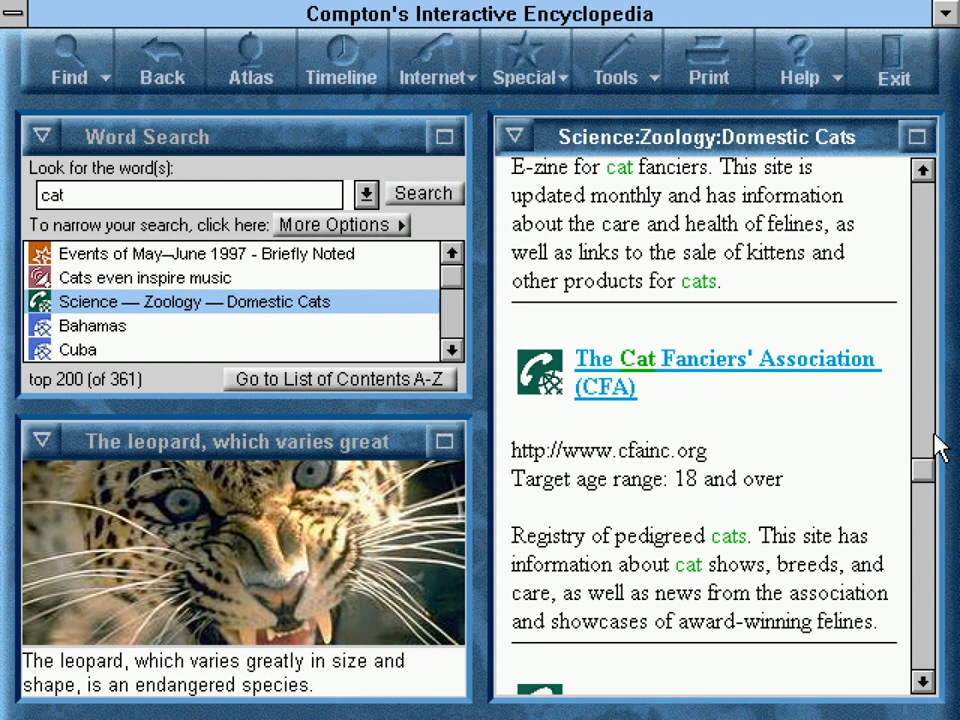 Compton's Interactive Encyclopedia
Find Back Atlas Timeline Internet Special Tools Print Help Exit
Word Search
Look for the word(s):
cat
Search
To narrow your search, click here: More Options
Events of May–June 1997 - Briefly Noted
Cats even inspire music
Science — Zoology — Domestic Cats
Bahamas
Cuba
top 200 (of 361)
Go to List of Contents A-Z
The leopard, which varies great
The leopard, which varies greatly in size and
shape, is an endangered species.
Science:Zoology:Domestic Cats
E-zine for cat fanciers. This site is
updated monthly and has information
about the care and health of felines, as
well as links to the sale of kittens and
other products for cats.
The Cat Fanciers' Association
(CFA)
http://www.cfainc.org
Target age range: 18 and over
Registry of pedigreed cats. This site has
information about cat shows, breeds, and
care, as well as news from the association
and showcases of award-winning felines.